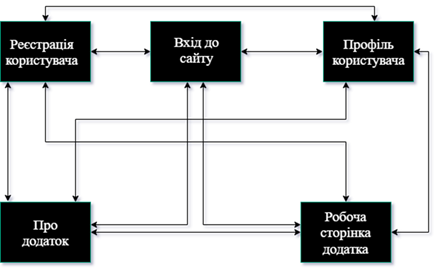 Реєстрація
користувача
Вхід до
сайту
Профіль
користувача
Про
додаток
Робоча
сторінка
додатка